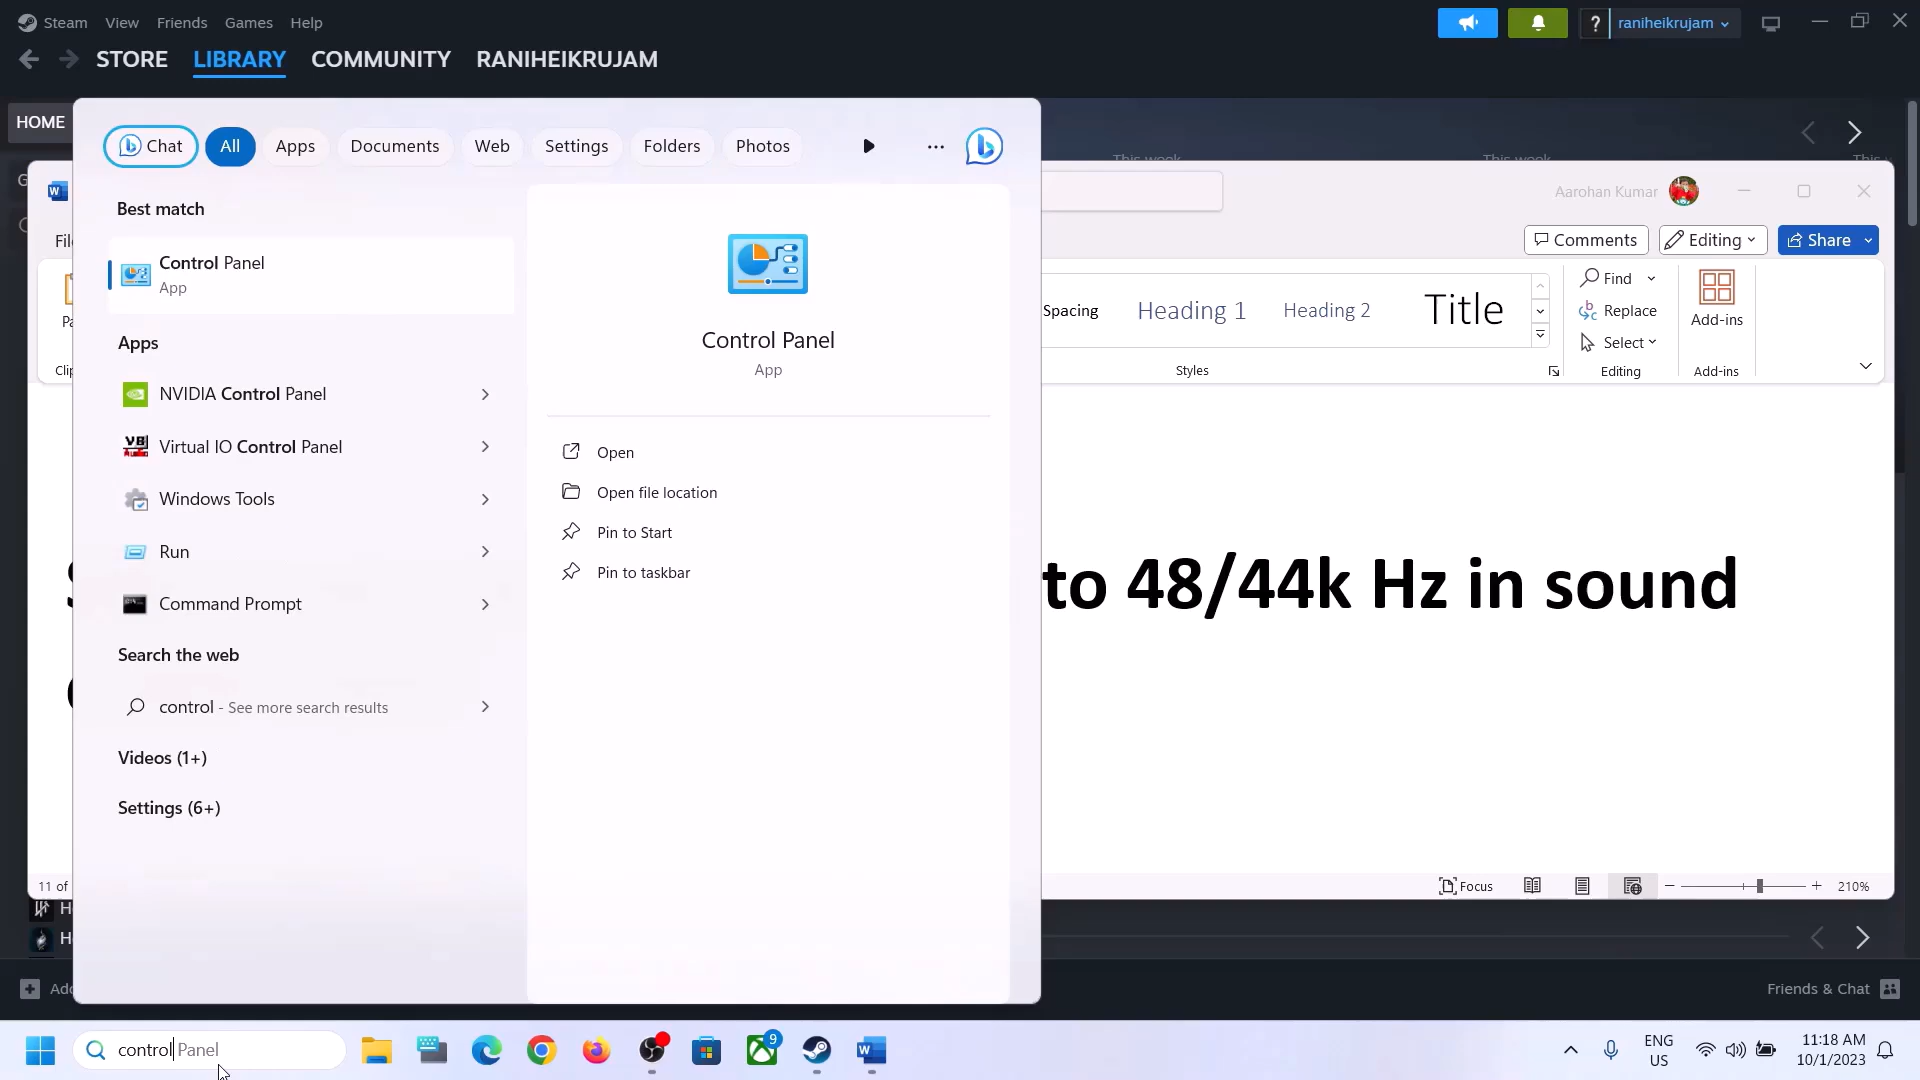 Steam View Friends Games Help
raniheikrujam
STORE LIBRARY COMMUNITY RANIHEIKRUJAM
HOME
Chat All Apps Documents Web Settings Folders Photos
Best match
Control Panel
App
Apps
NVIDIA Control Panel
Virtual IO Control Panel
Windows Tools
Run
Command Prompt
Search the web
control - See more search results
Videos (1+)
Settings (6+)
Control Panel
App
Open
Open file location
Pin to Start
Pin to taskbar
Aarohan Kumar
Comments Editing Share
Spacing Heading 1 Heading 2 Title
Find
Replace
Select
Add-ins
Styles Editing Add-ins
to 48/44k Hz in sound
11 of
Focus 210%
Friends & Chat
control Panel
9
ENG
US
11:18 AM
10/1/2023